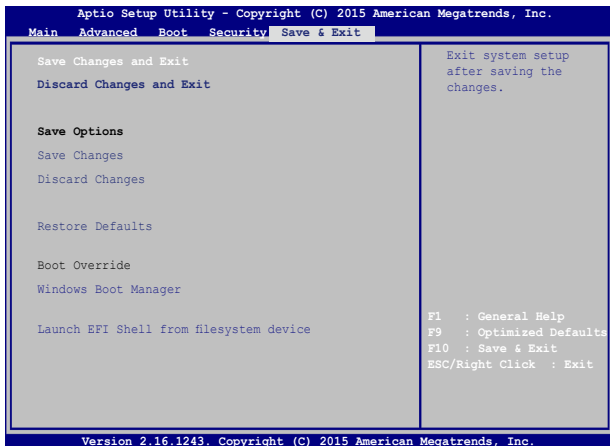 Aptio Setup Utility - Copyright (C) 2015 American Megatrends, Inc.
Main Advanced Boot Security Save & Exit
Save Changes and Exit
Discard Changes and Exit
Save Options
Save Changes
Discard Changes
Restore Defaults
Boot Override
Windows Boot Manager
Launch EFI Shell from filesystem device
Exit system setup
after saving the
changes.
F1 : General Help
F9 : Optimized Defaults
F10 : Save & Exit
ESC/Right Click : Exit
Version 2.16.1243. Copyright (C) 2015 American Megatrends, Inc.